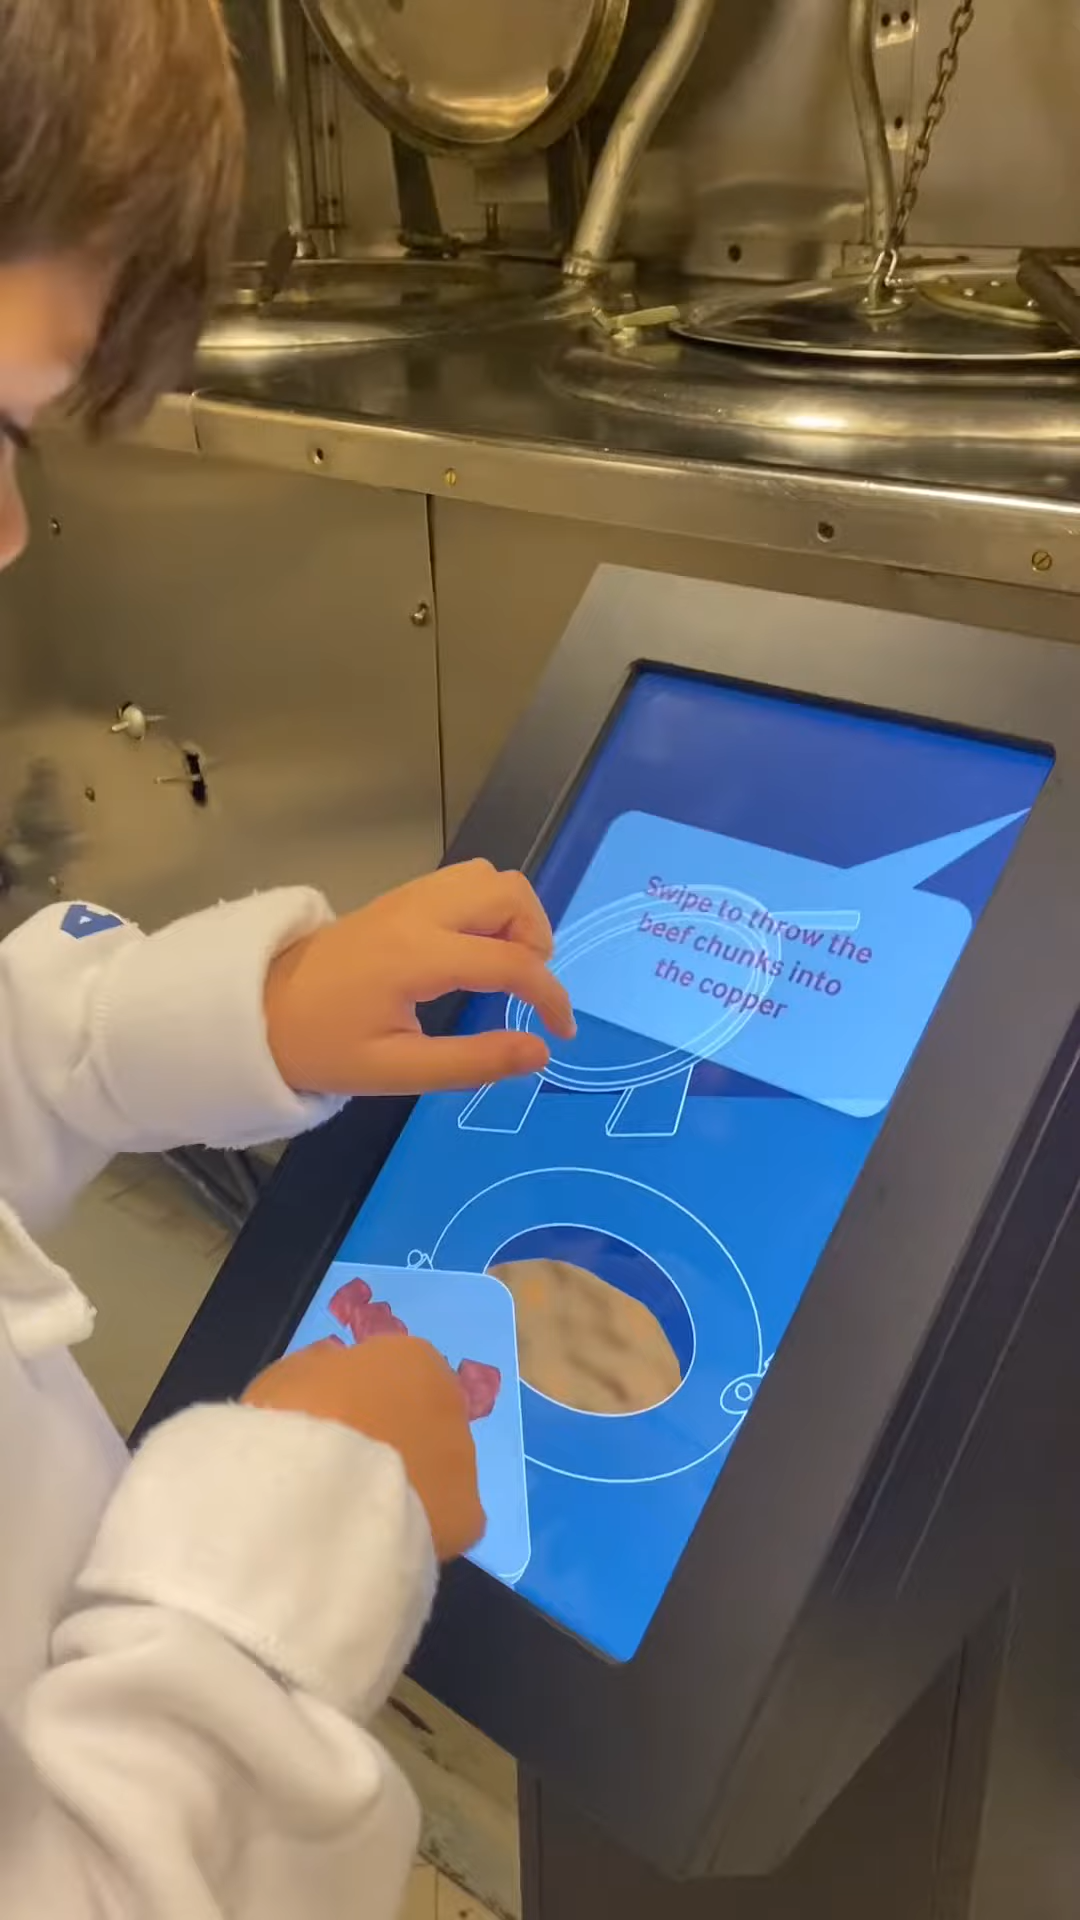 Swipe to throw the
beef chunks into
the copper
A